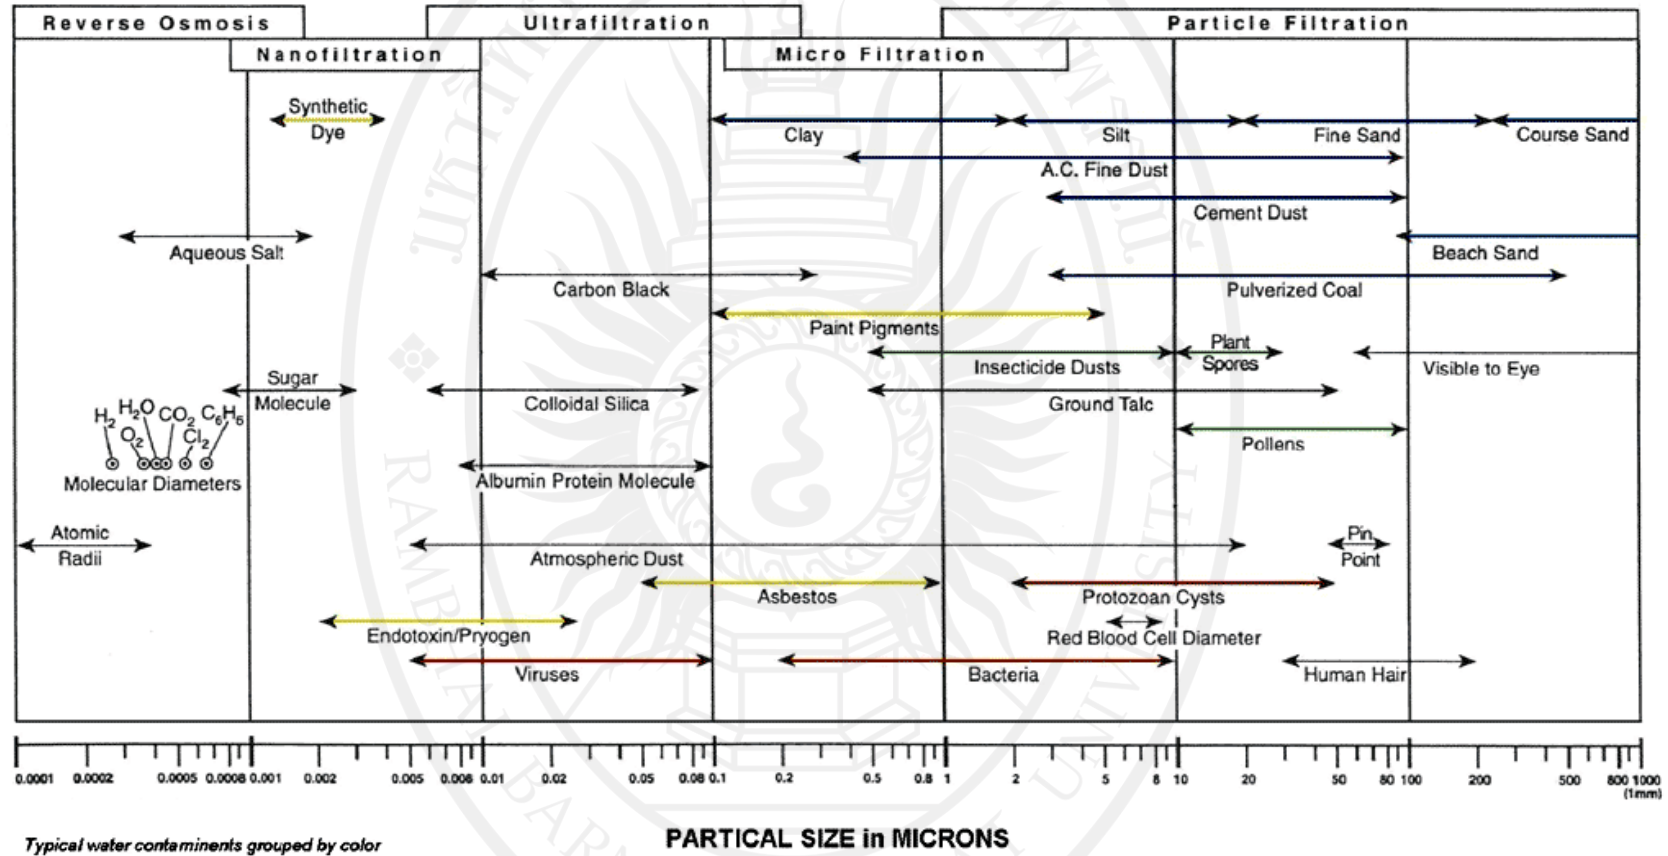 Reverse Osmosis
Ultrafiltration
Particle Filtration
Nanofiltration
Micro Filtration
Synthetic
Dye
Clay
Silt
Fine Sand
Course Sand
A.C. Fine Dust
Cement Dust
Aqueous Salt
Beach Sand
Carbon Black
Pulverized Coal
Paint Pigments
Insecticide Dusts
Plant
Spores
Visible to Eye
Sugar
Molecule
Colloidal Silica
Ground Talc
H2 O2 H2O CO2 Cl2 C6H6
Pollens
Molecular Diameters
Albumin Protein Molecule
Atomic
Radii
Atmospheric Dust
Pin
Point
Asbestos
Protozoan Cysts
Endotoxin/Pryogen
Red Blood Cell Diameter
Viruses
Bacteria
Human Hair
0.0001 0.0002 0.0005 0.0008 0.001 0.002 0.005 0.008 0.01 0.02 0.05 0.08 0.1 0.2 0.5 0.8 1 2 5 8 10 20 50 80 100 200 500 800 1000
(1mm)
PARTICAL SIZE in MICRONS
Typical water contaminents grouped by color